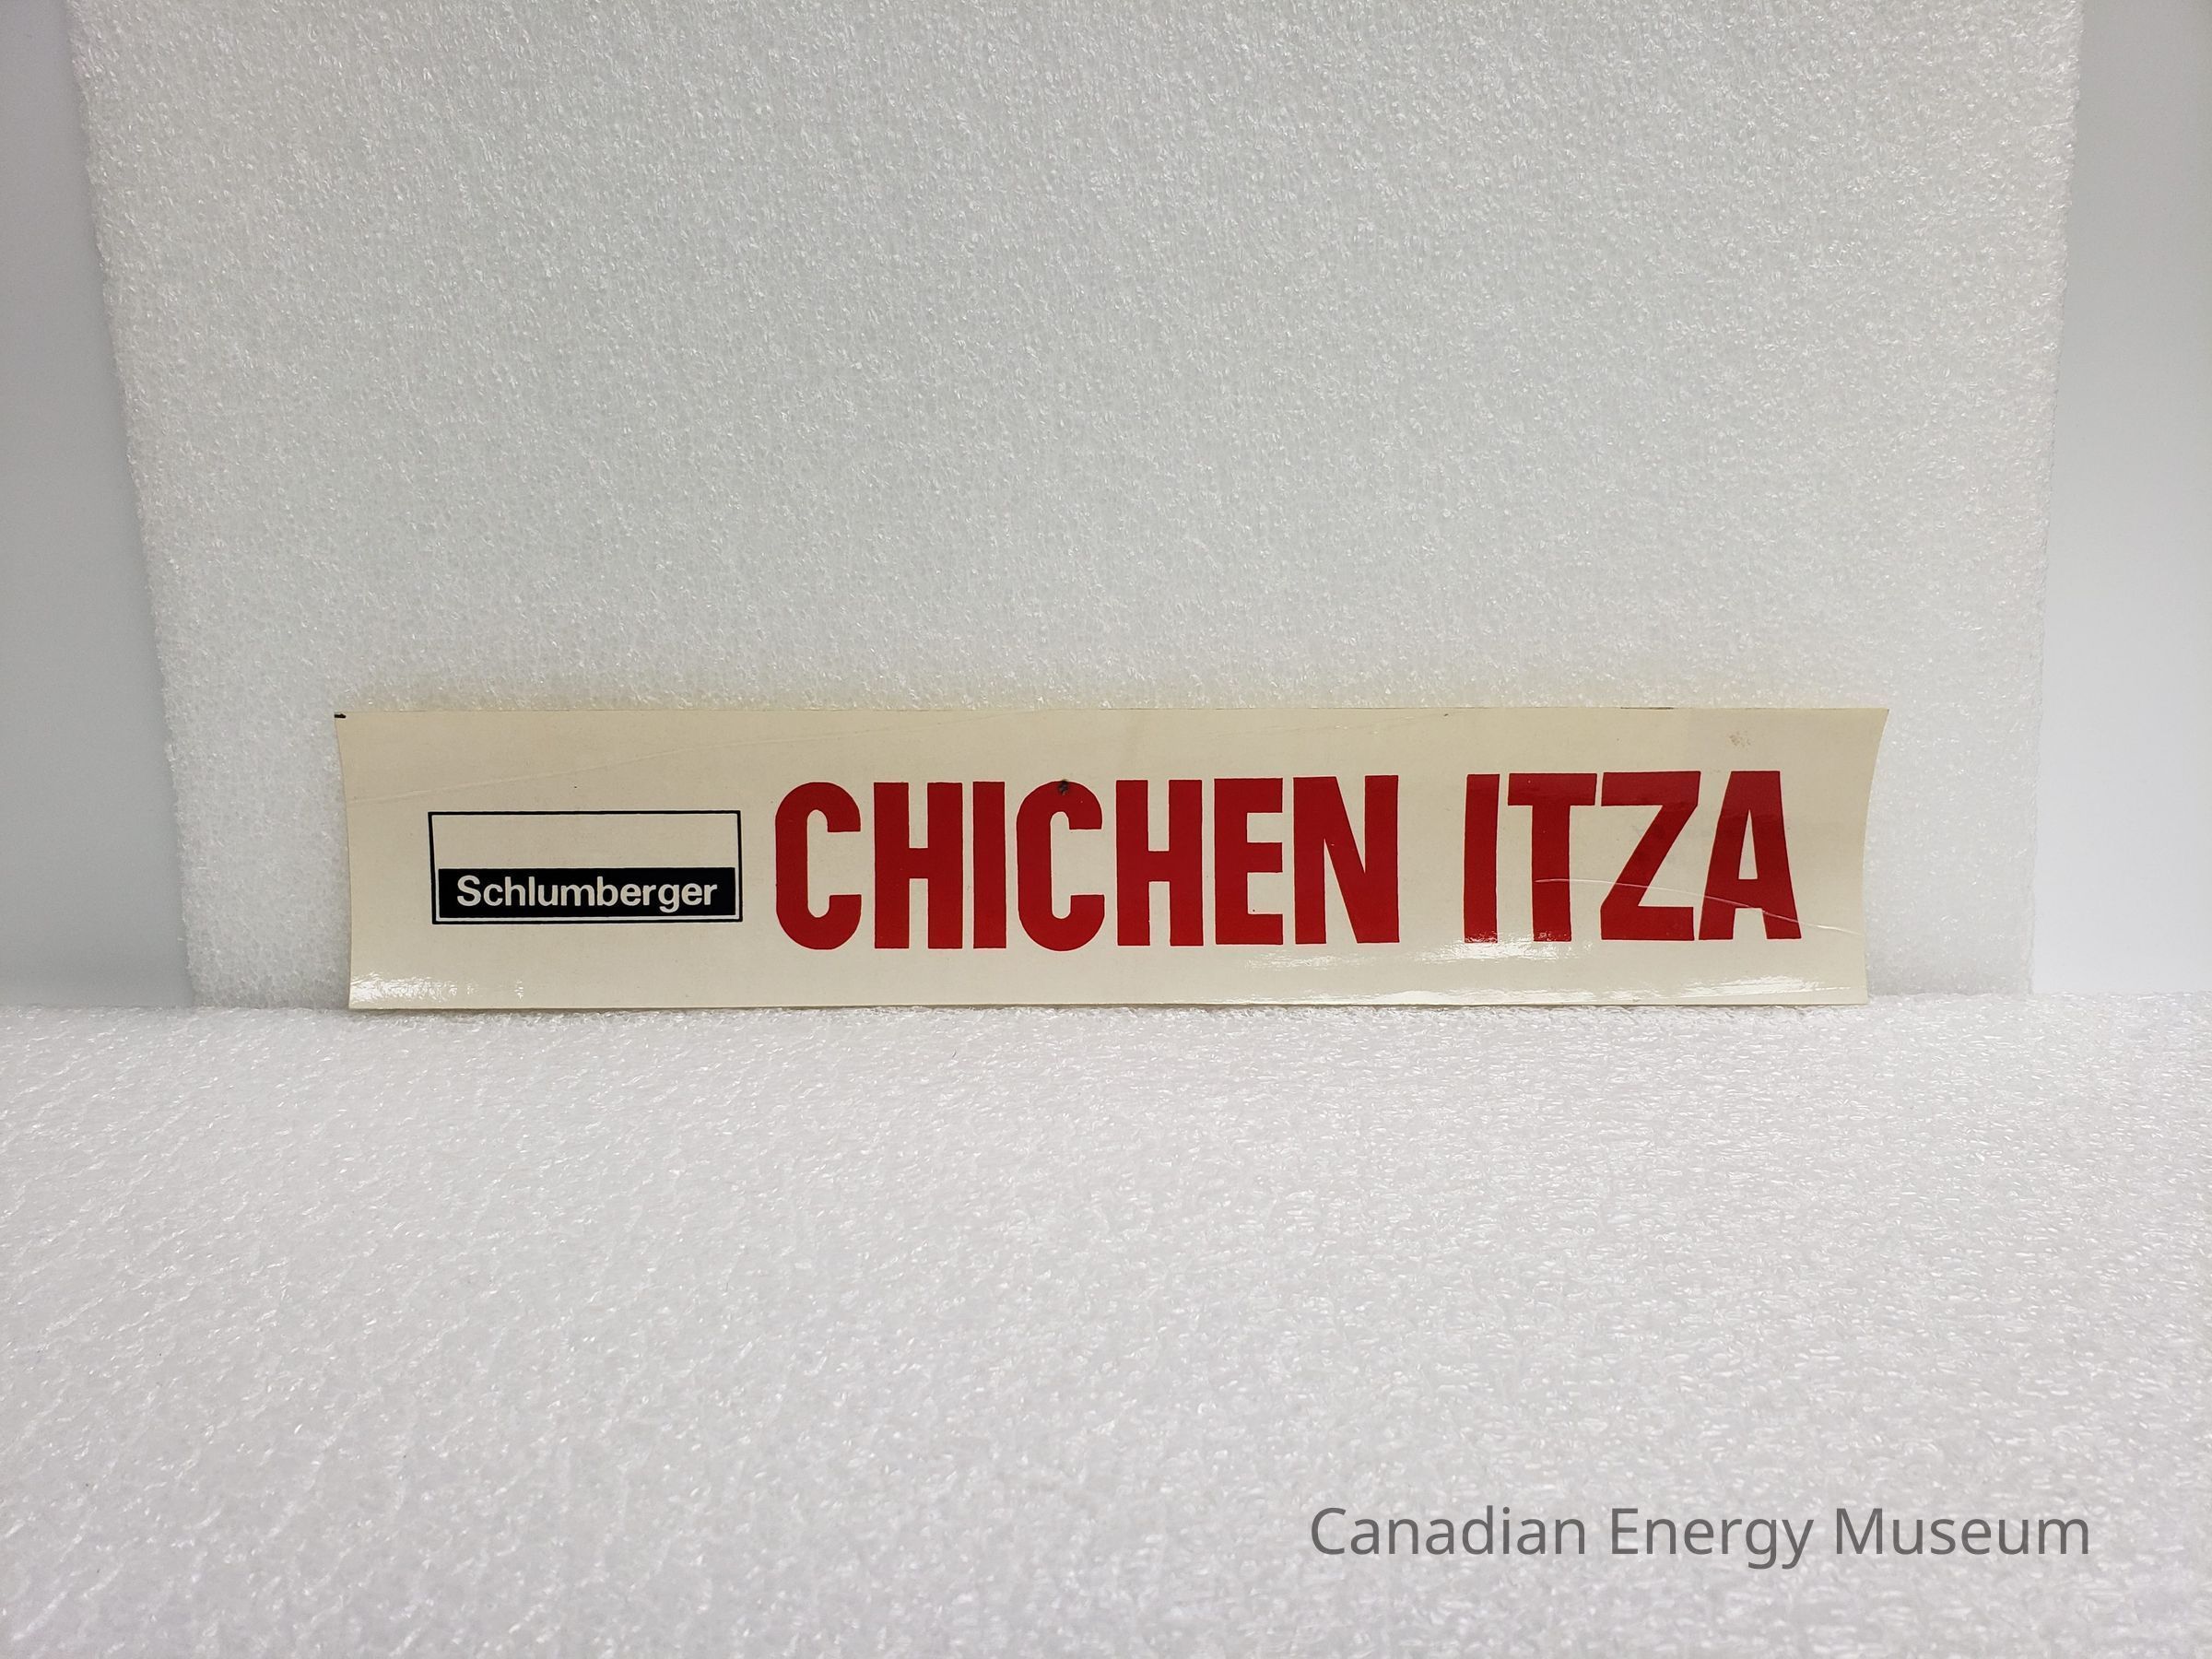 Schlumberger
CHICHEN ITZA
Canadian Energy Museum